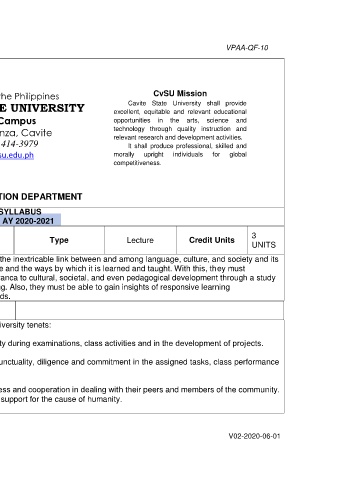 VPAA-QF-10
the Philippines
E UNIVERSITY
Campus
nza, Cavite
414-3979
su.edu.ph
CvSU Mission
Cavite State University shall provide
excellent, equitable and relevant educational
opportunities in the arts, science and
technology through quality instruction and
relevant research and development activities.
It shall produce professional, skilled and
morally upright individuals for global
competitiveness.
TION DEPARTMENT
SYLLABUS
AY 2020-2021
Type
Lecture
Credit Units
3
UNITS
the inextricable link between and among language, culture, and society and its
e and the ways by which it is learned and taught. With this, they must
ranca to cultural, societal, and even pedagogical development through a study
g. Also, they must be able to gain insights of responsive learning
ds.
iversity tenets:
ty during examinations, class activities and in the development of projects.
unctuality, diligence and commitment in the assigned tasks, class performance
ess and cooperation in dealing with their peers and members of the community.
support for the cause of humanity.
V02-2020-06-01